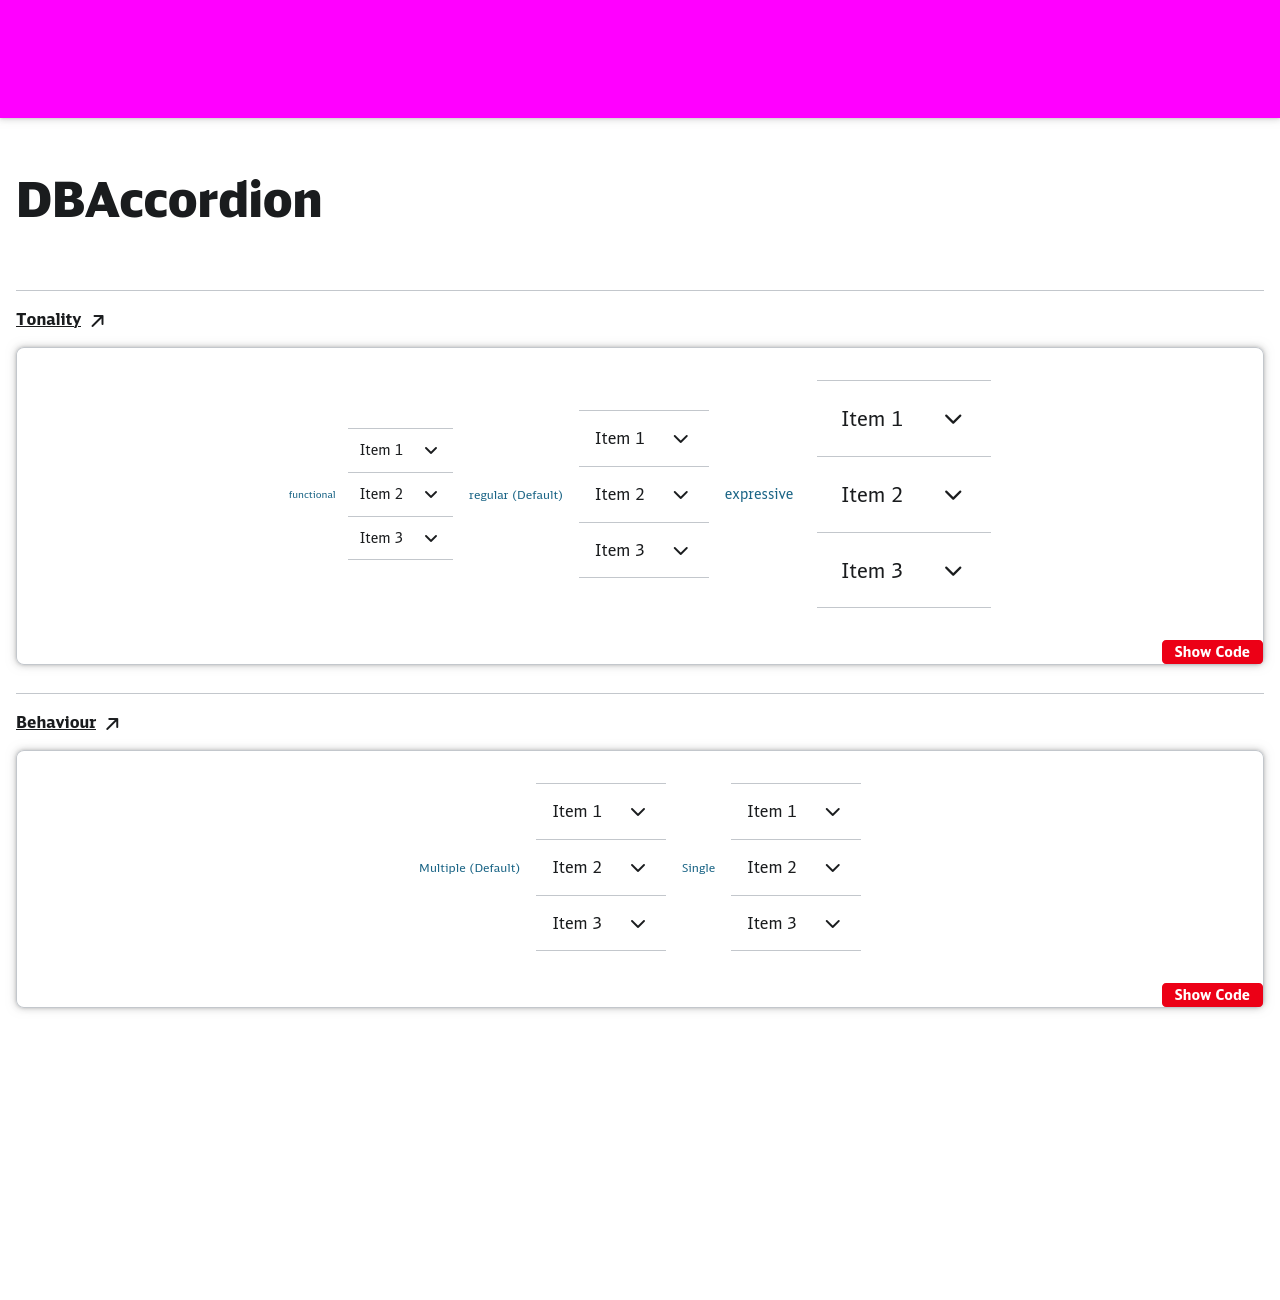 DBAccordion
Tonality
functional
Item 1
Item 2
Item 3
regular (Default)
Item 1
Item 2
Item 3
expressive
Item 1
Item 2
Item 3
Show Code
Behaviour
Multiple (Default)
Item 1
Item 2
Item 3
Single
Item 1
Item 2
Item 3
Show Code